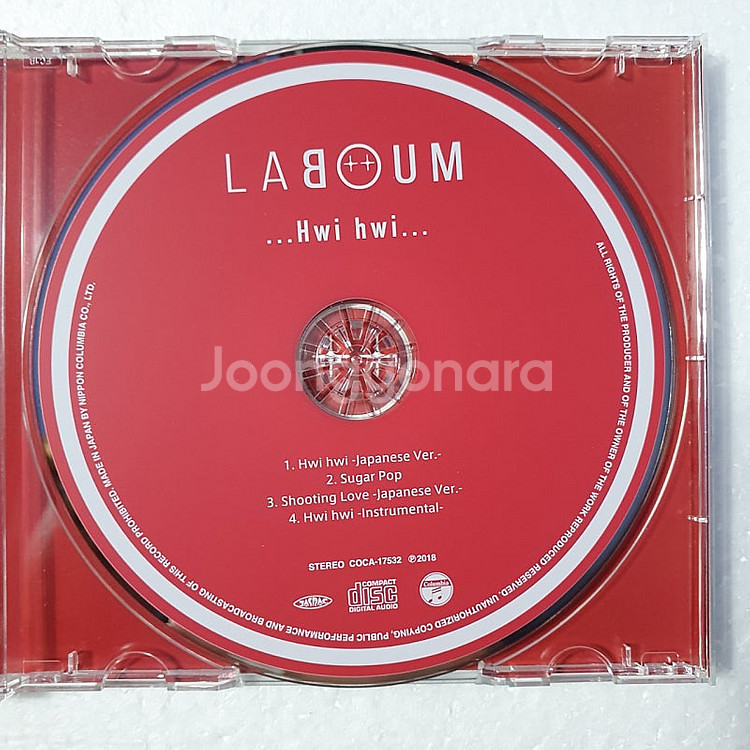 LABOUM
...Hwi hwi...
ALL RIGHTS OF THE PRODUCER AND OF THE OWNER OF THE WORK REPRODUCED RESERVED. UNAUTHORIZED COPYING, PUBLIC PERFORMANCE AND BROADCASTING OF THIS RECORD PROHIBITED MADE IN JAPAN BY NIPPON COLUMBIA CO., LTD.
Joonggonara
1. Hwi hwi -Japanese Ver.-
2. Sugar Pop
3. Shooting Love -Japanese Ver.-
4. Hwi hwi -Instrumental-
STEREO COCA-17532 ℗2018
JASRAC
COMPACT
disc
DIGITAL AUDIO
Columbia